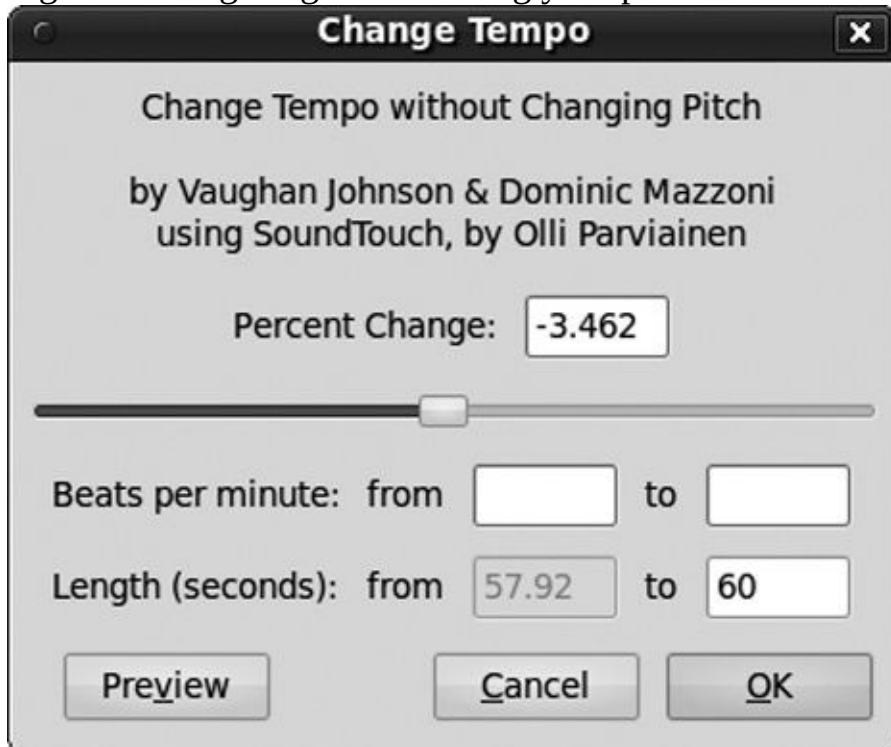 Change Tempo
Change Tempo without Changing Pitch
by Vaughan Johnson & Dominic Mazzoni
using SoundTouch, by Olli Parviainen
Percent Change: -3.462
Beats per minute: from to
Length (seconds): from 57.92 to 60
Preview Cancel OK